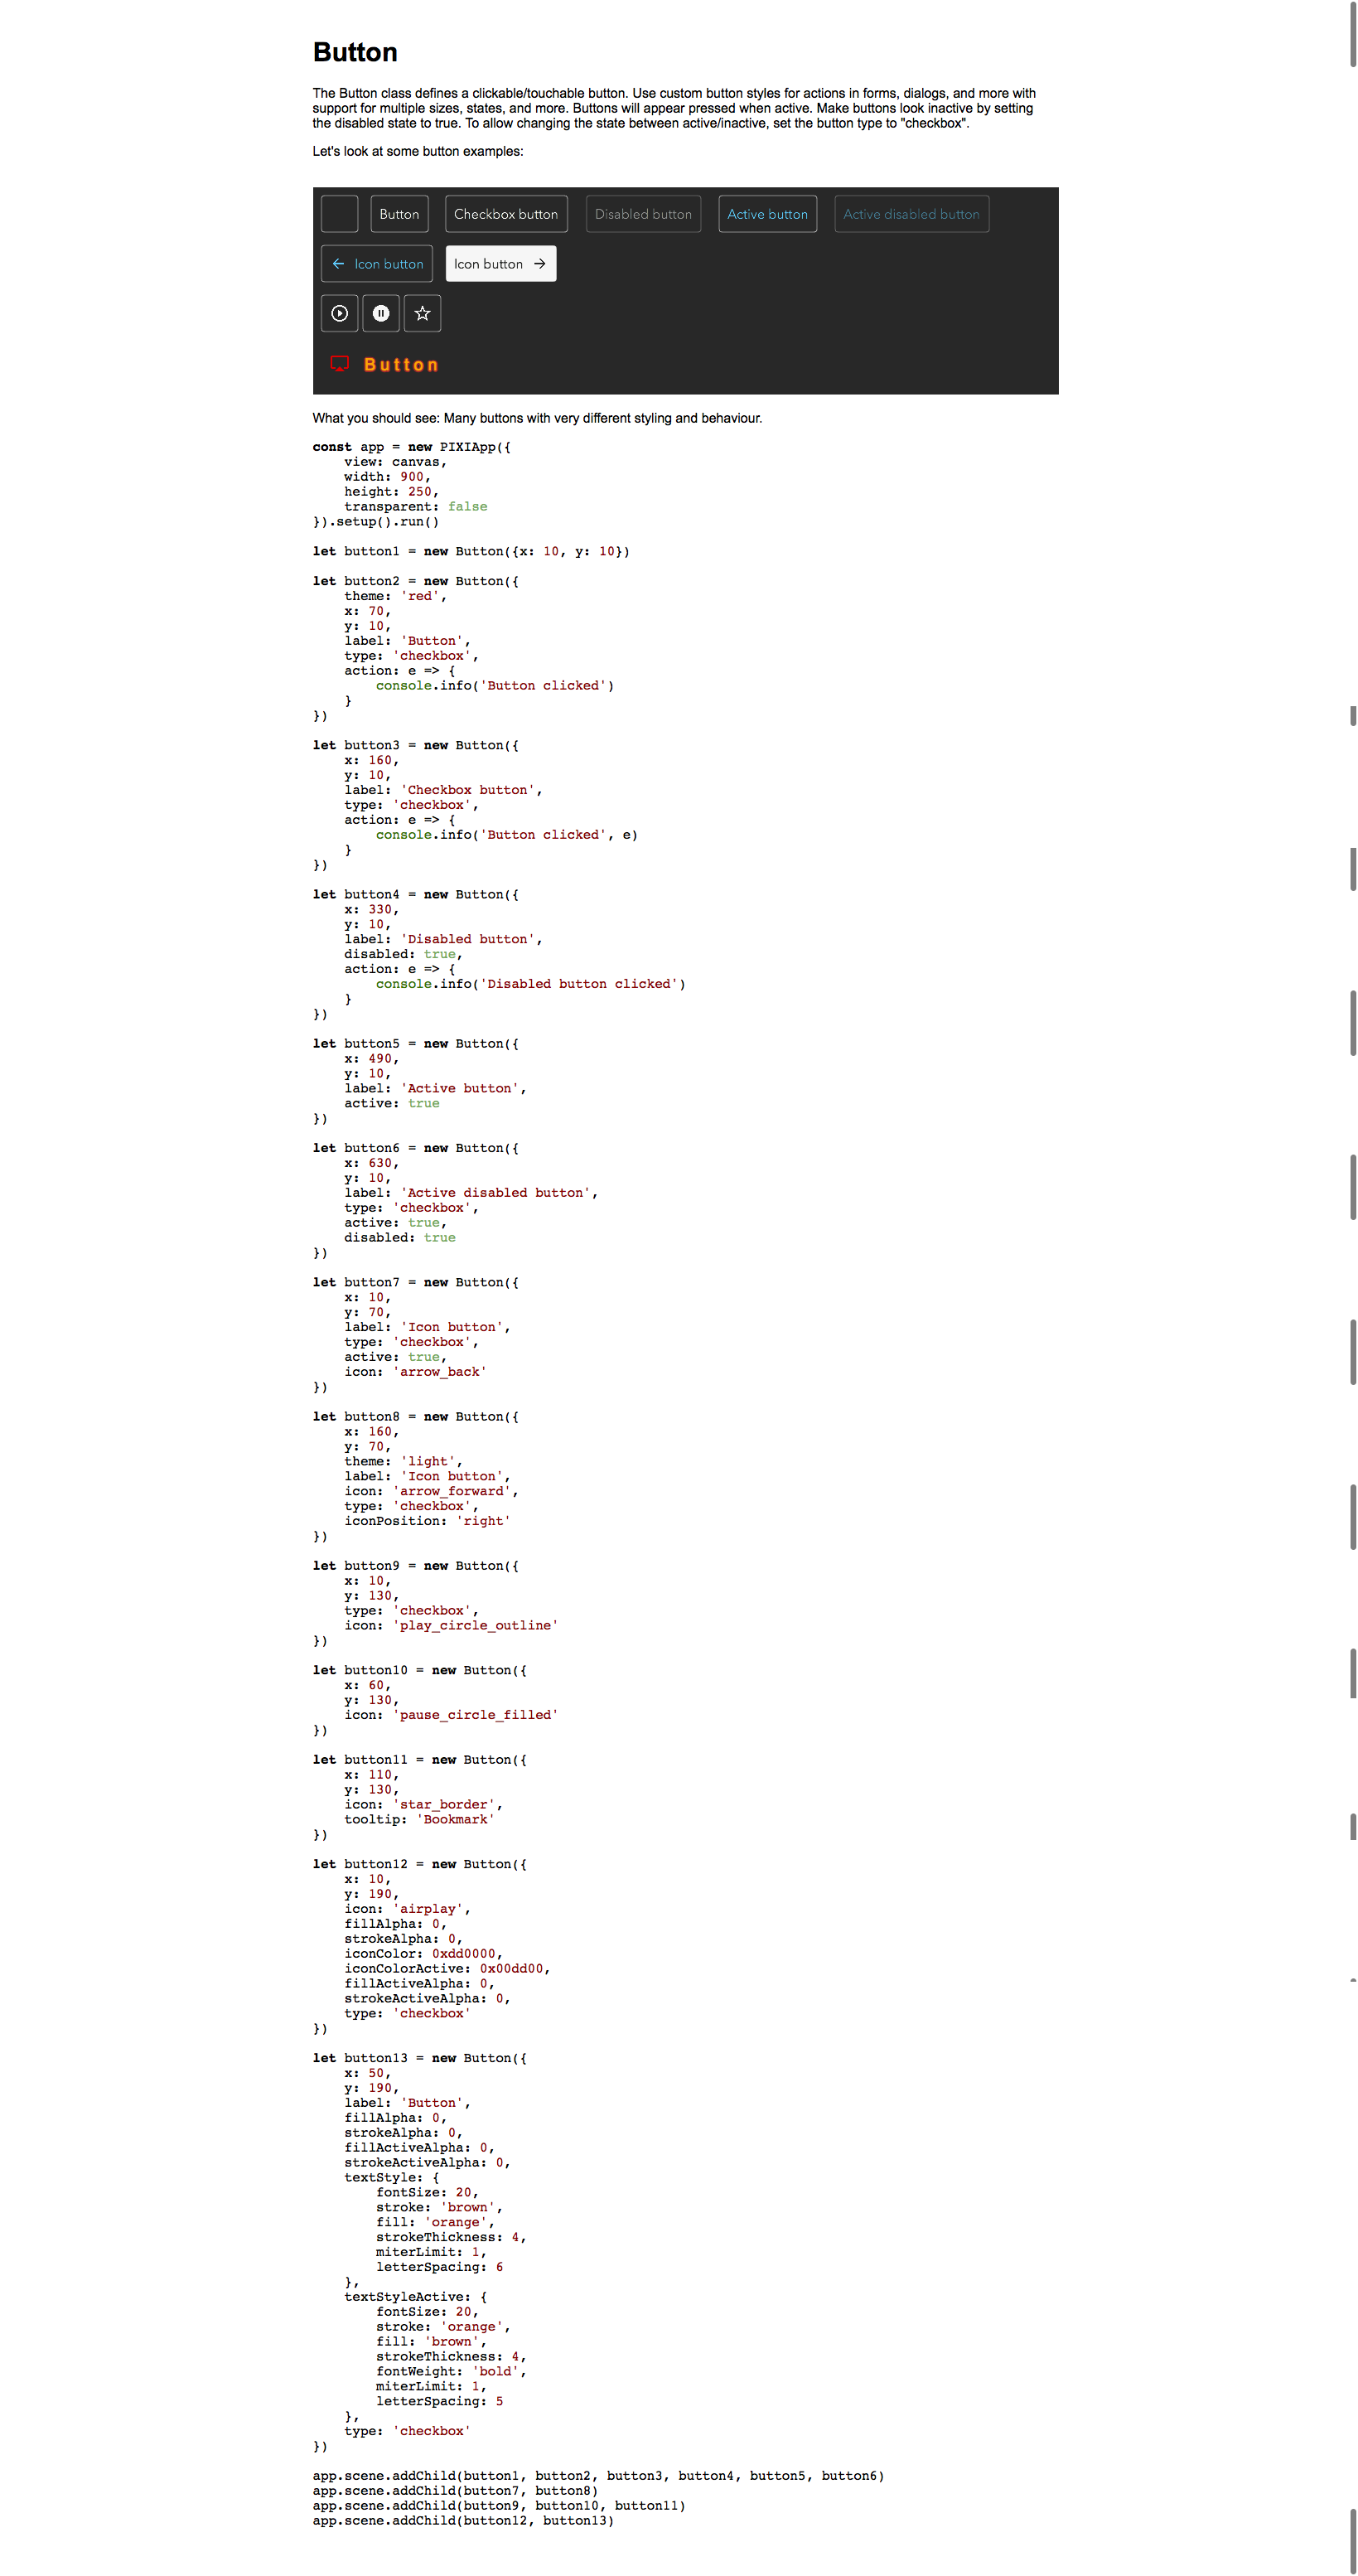 Button
The Button class defines a clickable/touchable button. Use custom button styles for actions in forms, dialogs, and more with
support for multiple sizes, states, and more. Buttons will appear pressed when active. Make buttons look inactive by setting
the disabled state to true. To allow changing the state between active/inactive, set the button type to "checkbox".
Let's look at some button examples:
Button Checkbox button Disabled button Active button Active disabled button
Icon button Icon button
Button
What you should see: Many buttons with very different styling and behaviour.
const app = new PIXIApp({
    view: canvas,
    width: 900,
    height: 250,
    transparent: false
}).setup().run()
let button1 = new Button({x: 10, y: 10})
let button2 = new Button({
    theme: 'red',
    x: 70,
    y: 10,
    label: 'Button',
    type: 'checkbox',
    action: e => {
        console.info('Button clicked')
    }
})
let button3 = new Button({
    x: 160,
    y: 10,
    label: 'Checkbox button',
    type: 'checkbox',
    action: e => {
        console.info('Button clicked', e)
    }
})
let button4 = new Button({
    x: 330,
    y: 10,
    label: 'Disabled button',
    disabled: true,
    action: e => {
        console.info('Disabled button clicked')
    }
})
let button5 = new Button({
    x: 490,
    y: 10,
    label: 'Active button',
    active: true
})
let button6 = new Button({
    x: 630,
    y: 10,
    label: 'Active disabled button',
    type: 'checkbox',
    active: true,
    disabled: true
})
let button7 = new Button({
    x: 10,
    y: 70,
    label: 'Icon button',
    type: 'checkbox',
    active: true,
    icon: 'arrow_back'
})
let button8 = new Button({
    x: 160,
    y: 70,
    theme: 'light',
    label: 'Icon button',
    icon: 'arrow_forward',
    type: 'checkbox',
    iconPosition: 'right'
})
let button9 = new Button({
    x: 10,
    y: 130,
    type: 'checkbox',
    icon: 'play_circle_outline'
})
let button10 = new Button({
    x: 60,
    y: 130,
    icon: 'pause_circle_filled'
})
let button11 = new Button({
    x: 110,
    y: 130,
    icon: 'star_border',
    tooltip: 'Bookmark'
})
let button12 = new Button({
    x: 10,
    y: 190,
    icon: 'airplay',
    fillAlpha: 0,
    strokeAlpha: 0,
    iconColor: 0xdd0000,
    iconColorActive: 0x00dd00,
    fillActiveAlpha: 0,
    strokeActiveAlpha: 0,
    type: 'checkbox'
})
let button13 = new Button({
    x: 50,
    y: 190,
    label: 'Button',
    fillAlpha: 0,
    strokeAlpha: 0,
    fillActiveAlpha: 0,
    strokeActiveAlpha: 0,
    textStyle: {
        fontSize: 20,
        stroke: 'brown',
        fill: 'orange',
        strokeThickness: 4,
        miterLimit: 1,
        letterSpacing: 6
    },
    textStyleActive: {
        fontSize: 20,
        stroke: 'orange',
        fill: 'brown',
        strokeThickness: 4,
        fontWeight: 'bold',
        miterLimit: 1,
        letterSpacing: 5
    },
    type: 'checkbox'
})
app.scene.addChild(button1, button2, button3, button4, button5, button6)
app.scene.addChild(button7, button8)
app.scene.addChild(button9, button10, button11)
app.scene.addChild(button12, button13)